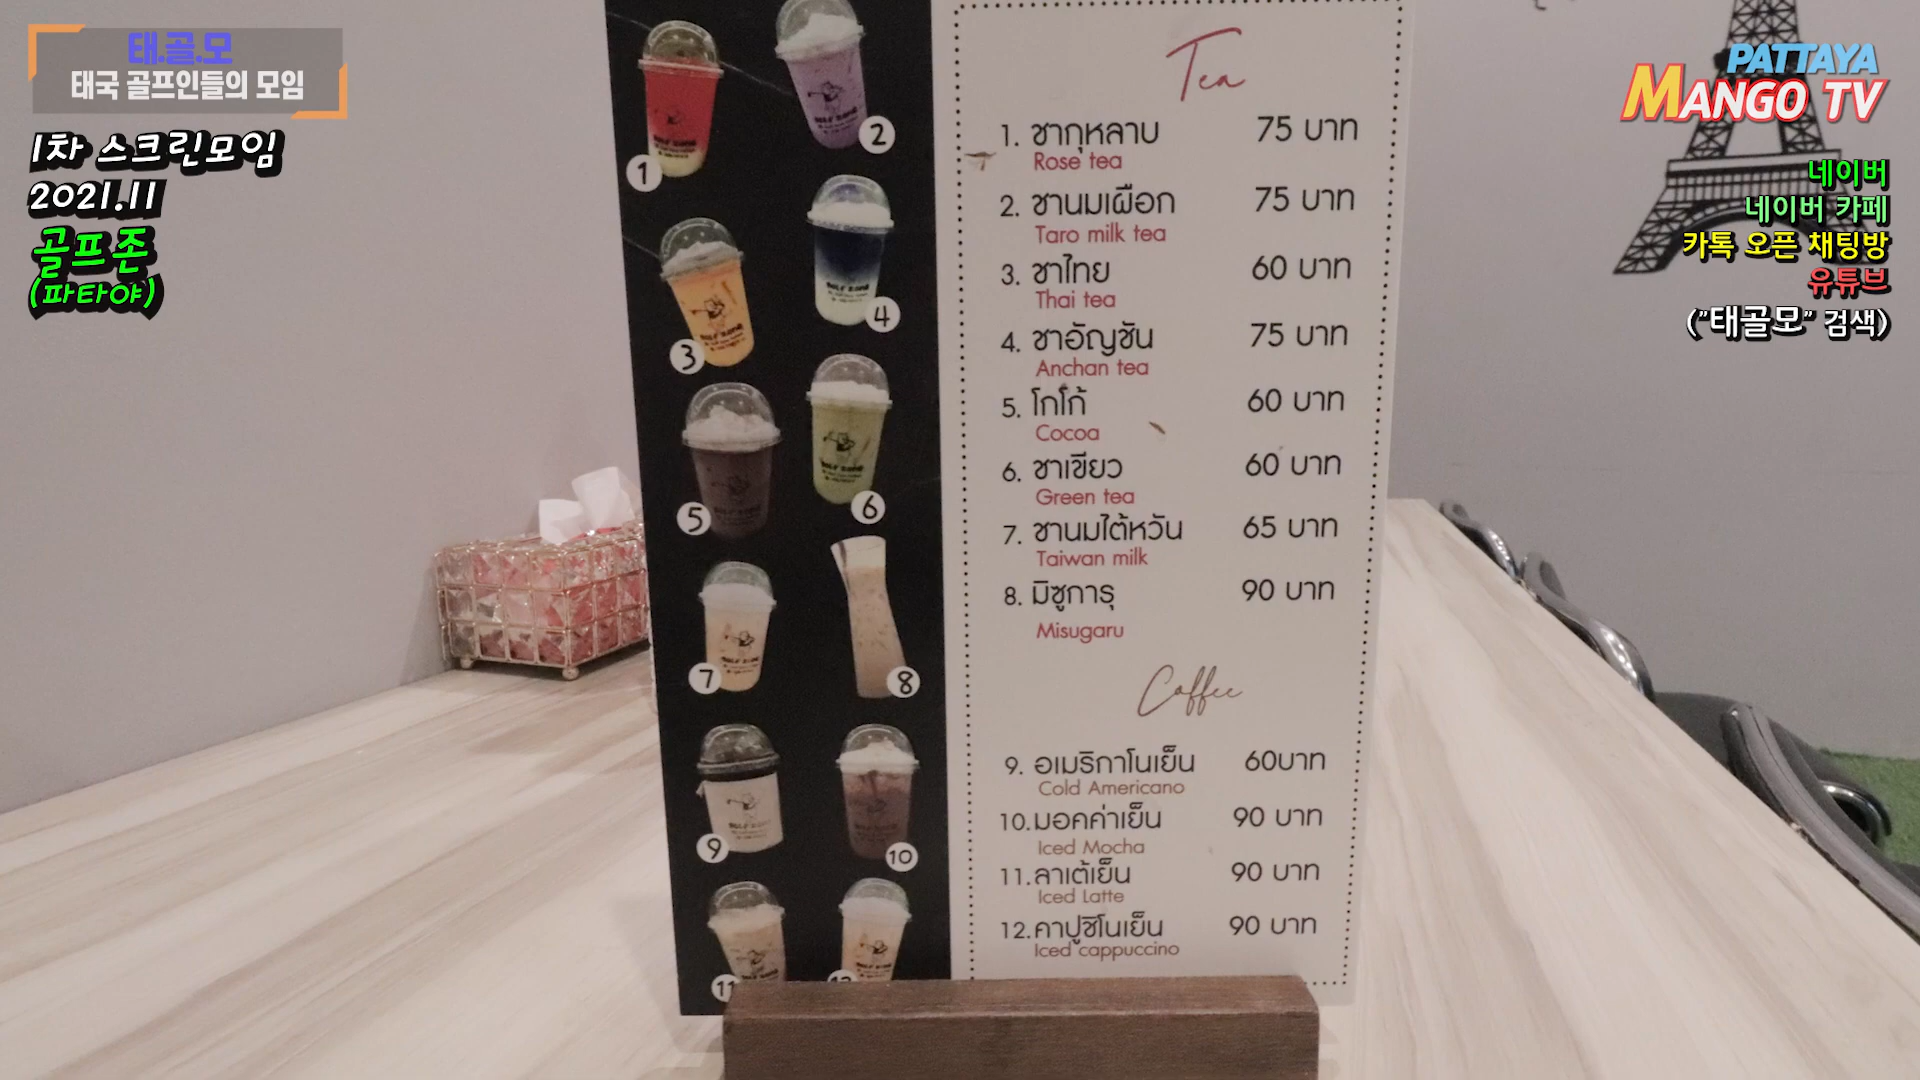 태.골.모
태국 골프인들의 모임
1차 스크린모임
2021.11
골프존
(파타야)
PATTAYA
MANGO TV
네이버
네이버 카페
카톡 오픈 채팅방
유튜브
("태골모" 검색)
1
2
3
4
5
6
7
8
9
10
11
12
Tea
1. ชากุหลาบ 75 บาท
Rose tea
2. ชานมเผือก 75 บาท
Taro milk tea
3. ชาไทย 60 บาท
Thai tea
4. ชาอัญชัน 75 บาท
Anchan tea
5. โกโก้ 60 บาท
Cocoa
6. ชาเขียว 60 บาท
Green tea
7. ชานมไต้หวัน 65 บาท
Taiwan milk
8. มิซูการุ 90 บาท
Misugaru
Coffee
9. อเมริกาโนเย็น 60บาท
Cold Americano
10.มอคค่าเย็น 90 บาท
Iced Mocha
11.ลาเต้เย็น 90 บาท
Iced Latte
12.คาปูชิโนเย็น 90 บาท
Iced cappuccino